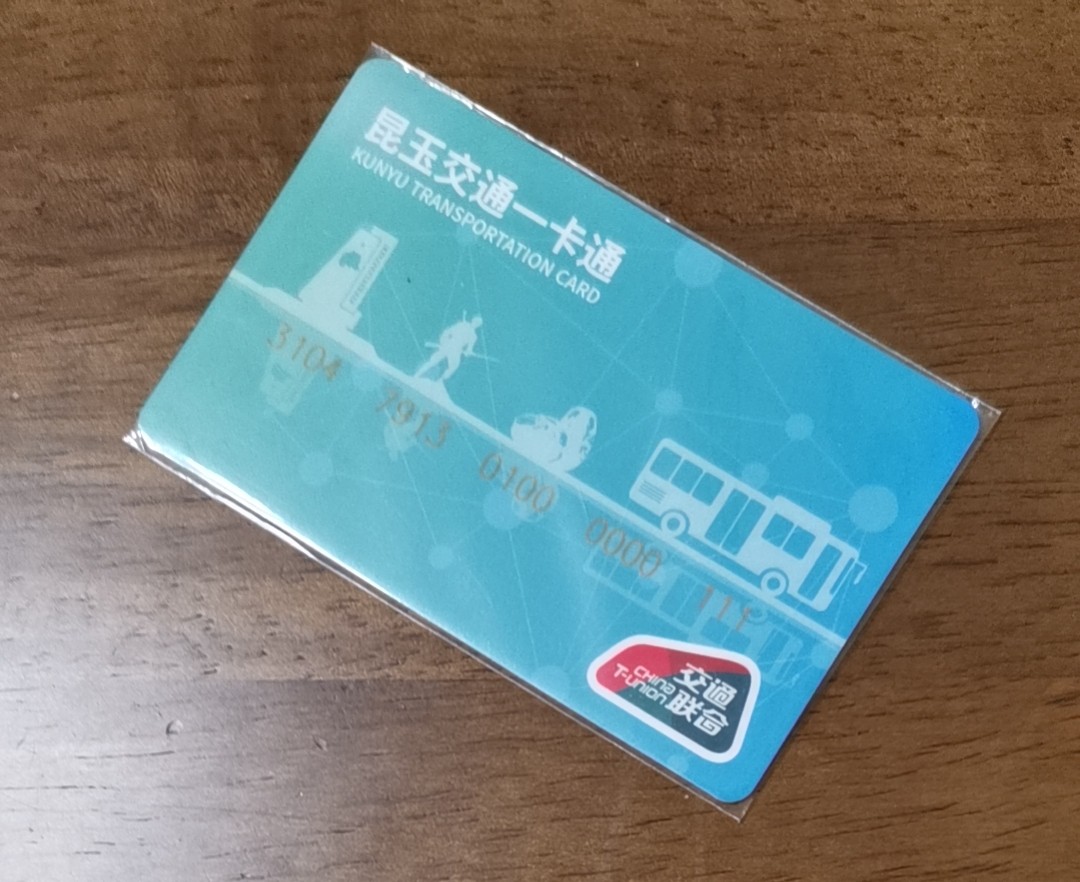 昆玉交通一卡通
KUNYU TRANSPORTATION CARD
3104 7913 0100 0000 111
CHINA
T-UNION
交通
联合